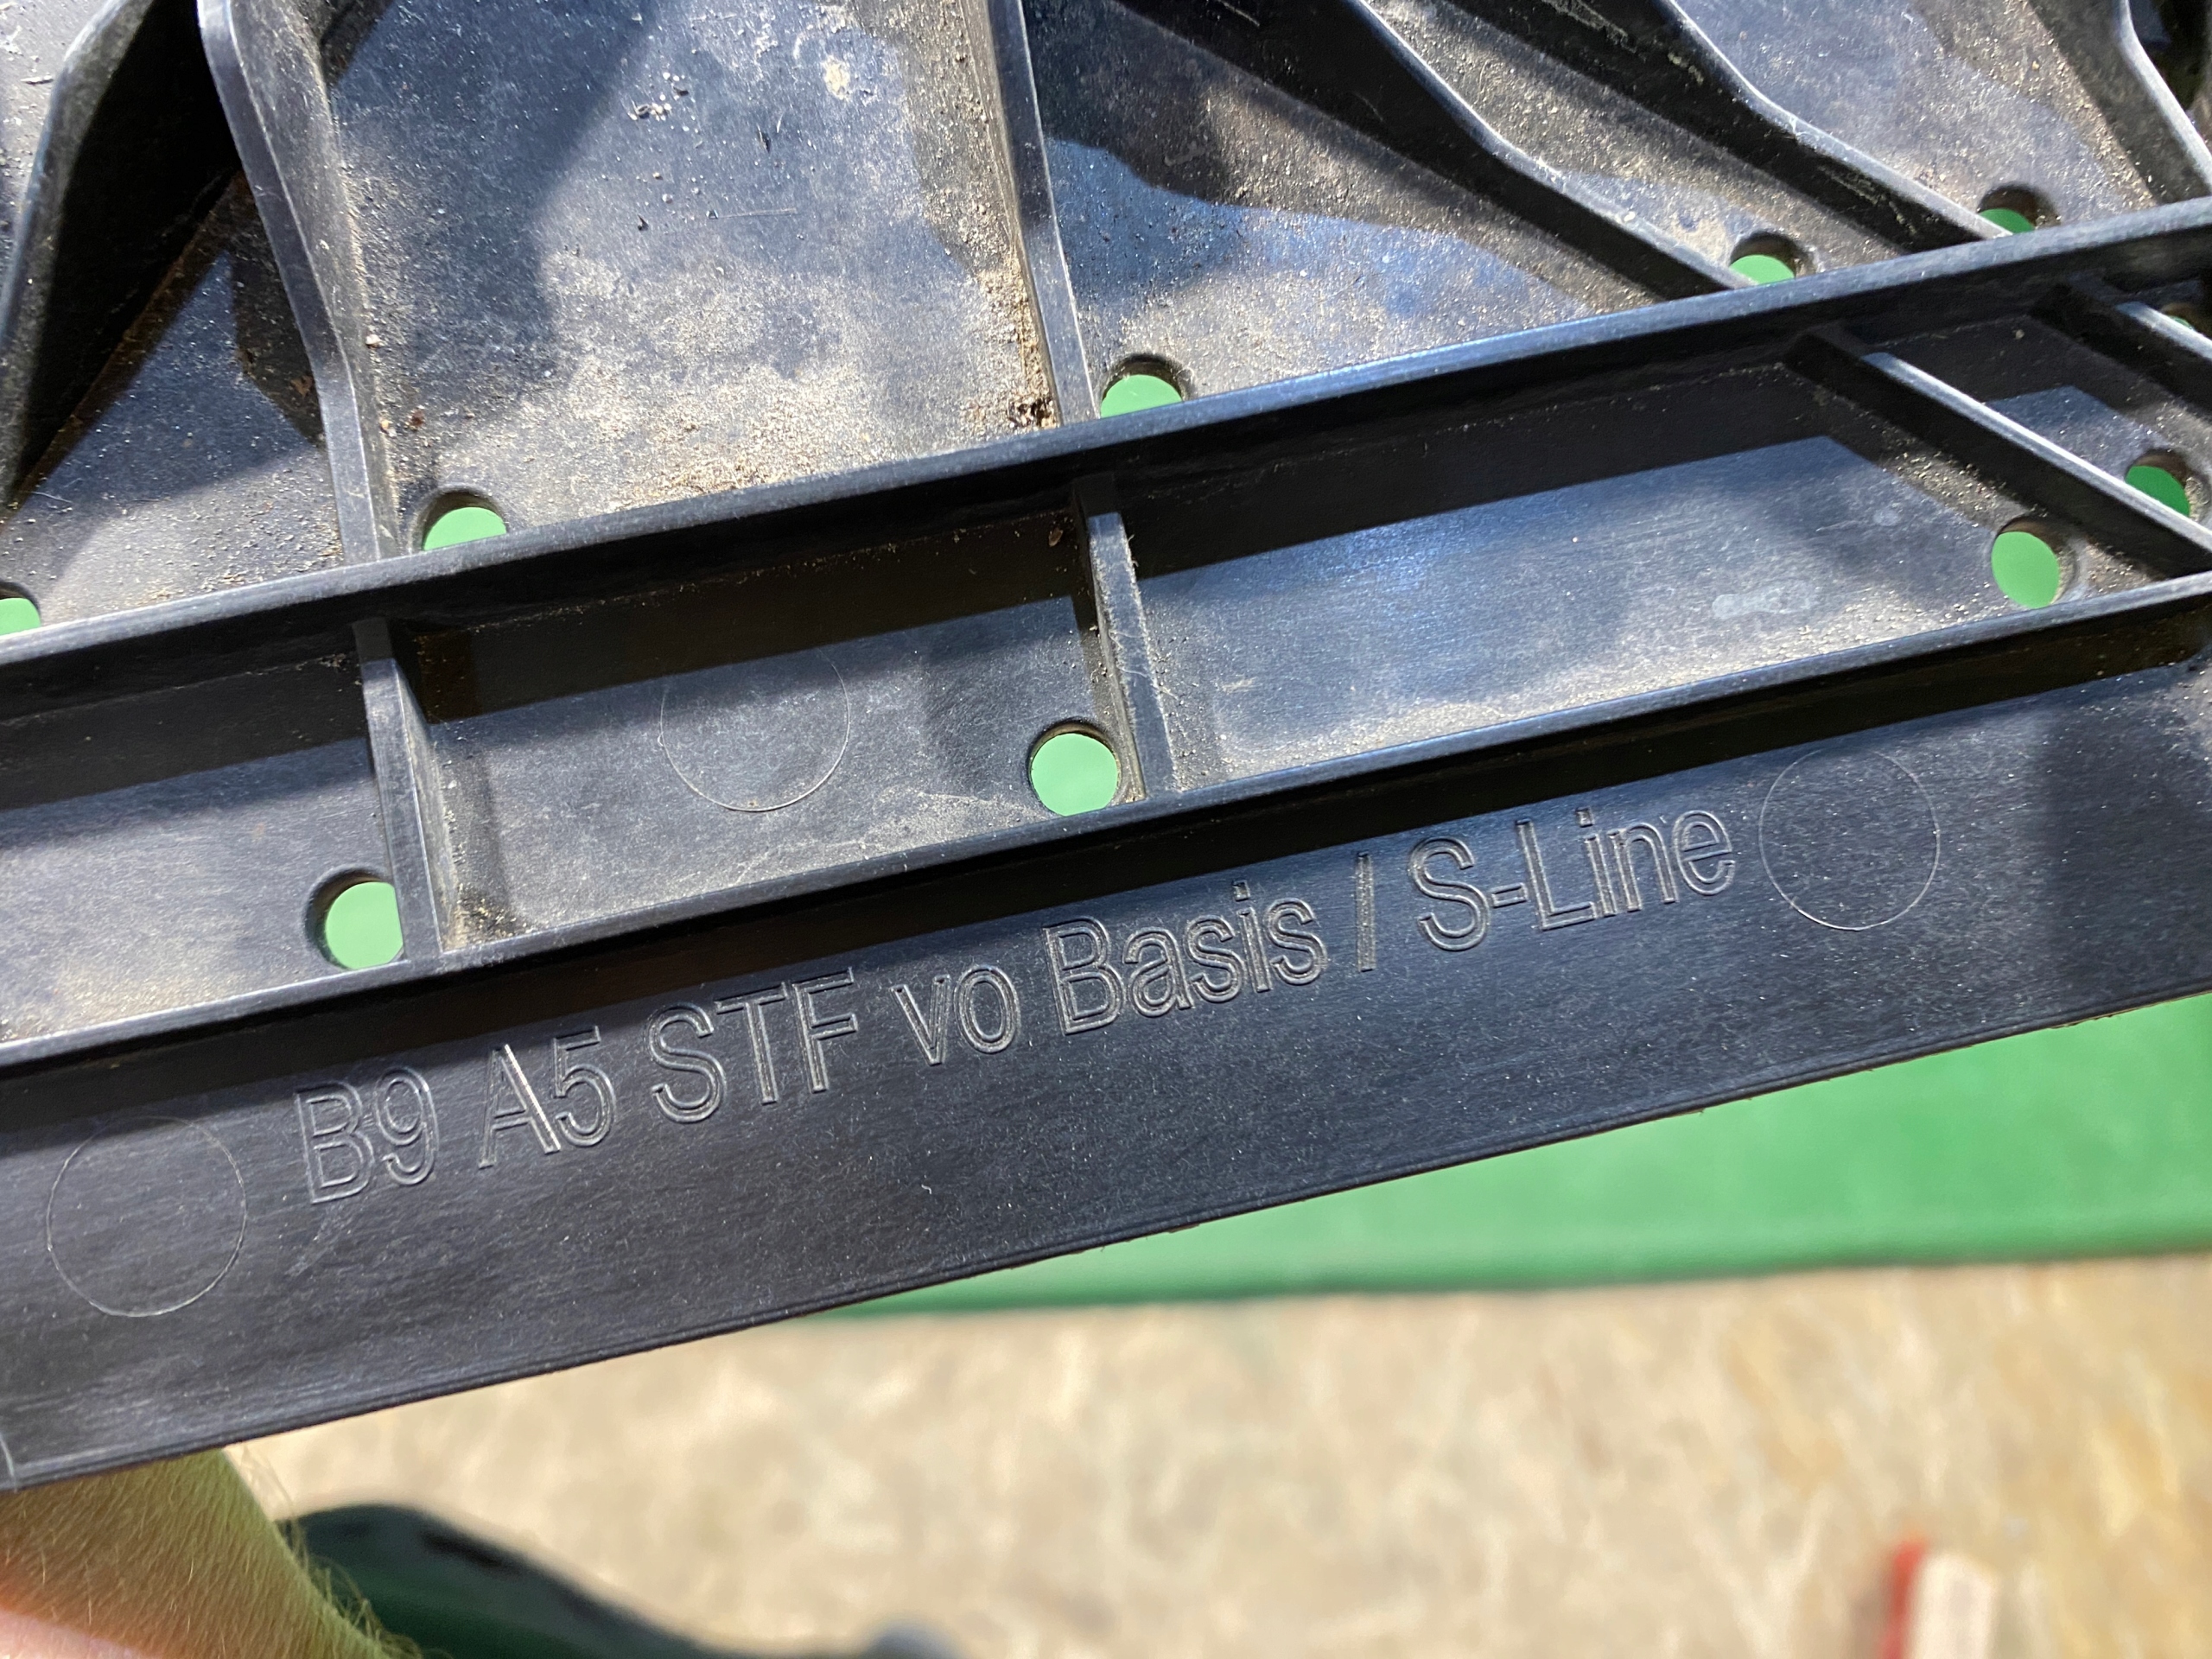 B9 A5 STF vo Basis / S-Line